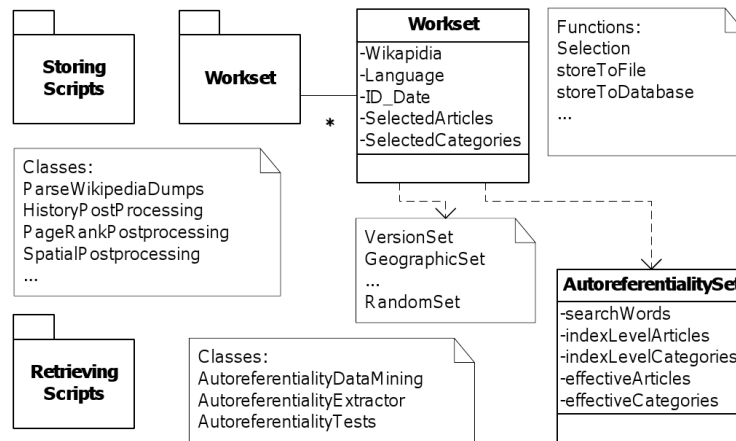 Storing
Scripts
Workset
*
Workset
-Wikapidia
-Language
-ID_Date
-SelectedArticles
-SelectedCategories
Functions:
Selection
storeToFile
storeToDatabase
...
Classes:
ParseWikipediaDumps
HistoryPostProcessing
PageRankPostprocessing
SpatialPostprocessing
...
VersionSet
GeographicSet
...
RandomSet
AutoreferentialitySet
-searchWords
-indexLevelArticles
-indexLevelCategories
-effectiveArticles
-effectiveCategories
Retrieving
Scripts
Classes:
AutoreferentialityDataMining
AutoreferentialityExtractor
AutoreferentialityTests